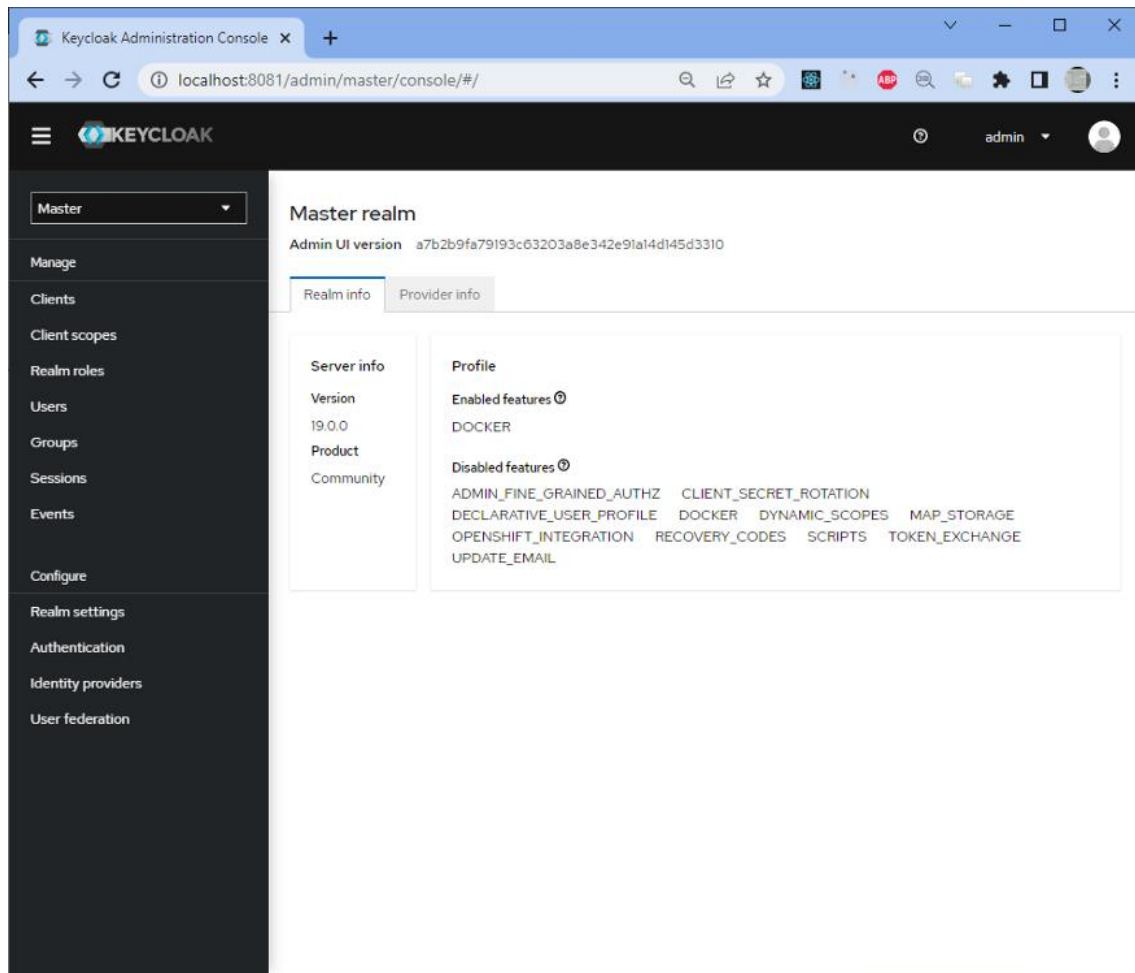 Keycloak Administration Console
localhost:8081/admin/master/console/#/
ABP
KEYCLOAK
admin
Master
Manage
Clients
Client scopes
Realm roles
Users
Groups
Sessions
Events
Configure
Realm settings
Authentication
Identity providers
User federation
Master realm
Admin UI version a7b2b9fa79193c63203a8e342e91a14d145d3310
Realm info Provider info
Server info
Version
19.0.0
Product
Community
Profile
Enabled features
DOCKER
Disabled features
ADMIN_FINE_GRAINED_AUTHZ CLIENT_SECRET_ROTATION
DECLARATIVE_USER_PROFILE DOCKER DYNAMIC_SCOPES MAP_STORAGE
OPENSHIFT_INTEGRATION RECOVERY_CODES SCRIPTS TOKEN_EXCHANGE
UPDATE_EMAIL